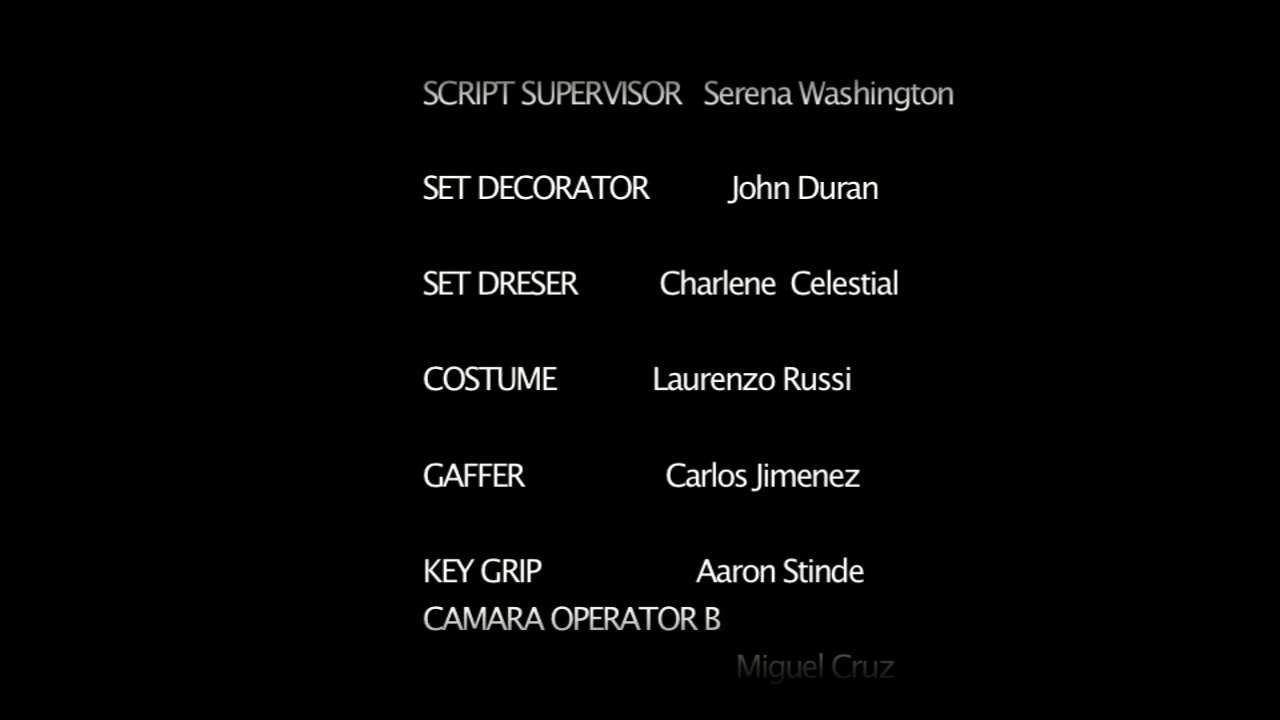 SCRIPT SUPERVISOR Serena Washington
SET DECORATOR John Duran
SET DRESER Charlene Celestial
COSTUME Laurenzo Russi
GAFFER Carlos Jimenez
KEY GRIP Aaron Stinde
CAMARA OPERATOR B
Miguel Cruz